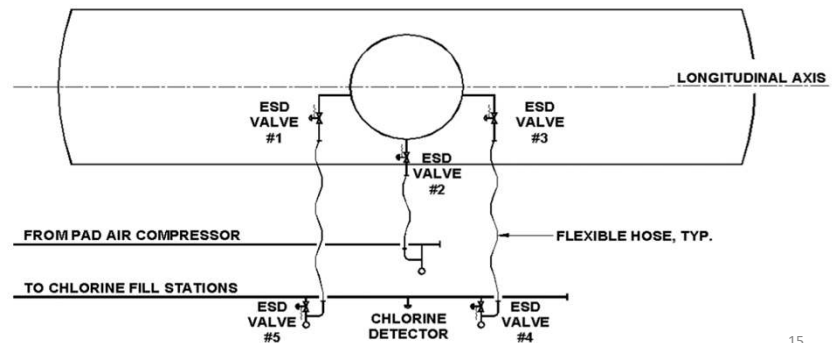 LONGITUDINAL AXIS
ESD
VALVE
#1
ESD
VALVE
#3
ESD
VALVE
#2
FROM PAD AIR COMPRESSOR
FLEXIBLE HOSE, TYP.
TO CHLORINE FILL STATIONS
ESD
VALVE
#5
CHLORINE
DETECTOR
ESD
VALVE
#4
15